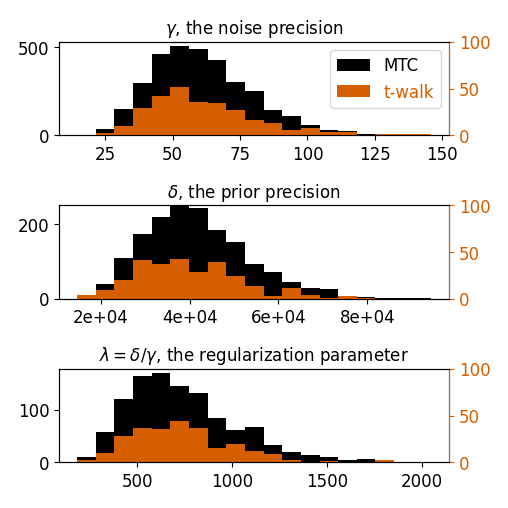 γ, the noise precision
500
0
100
50
0
MTC
t-walk
25 50 75 100 125 150
δ, the prior precision
200
0
100
50
0
2e+04 4e+04 6e+04 8e+04
λ = δ/γ, the regularization parameter
100
0
100
50
0
500 1000 1500 2000